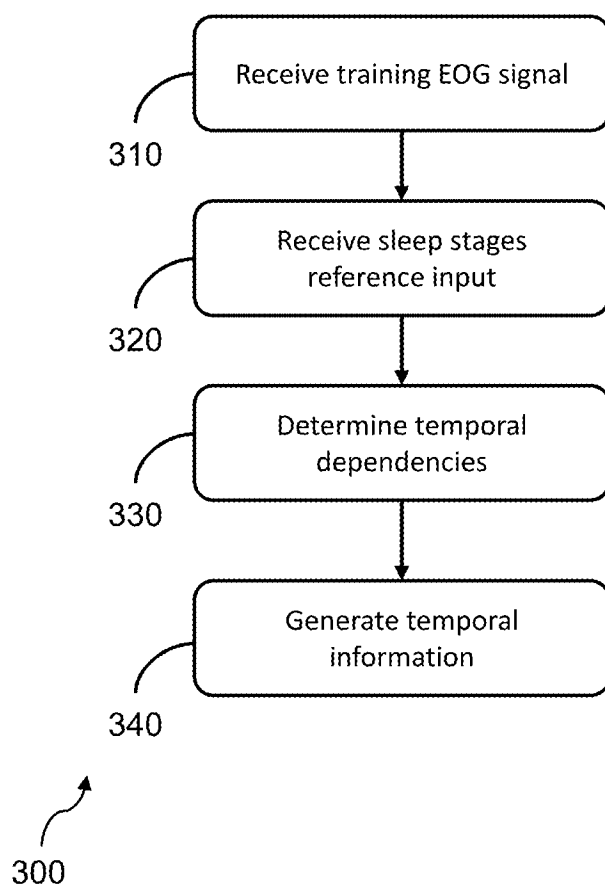 Receive training EOG signal
310
Receive sleep stages
reference input
320
Determine temporal
dependencies
330
Generate temporal
information
340
300